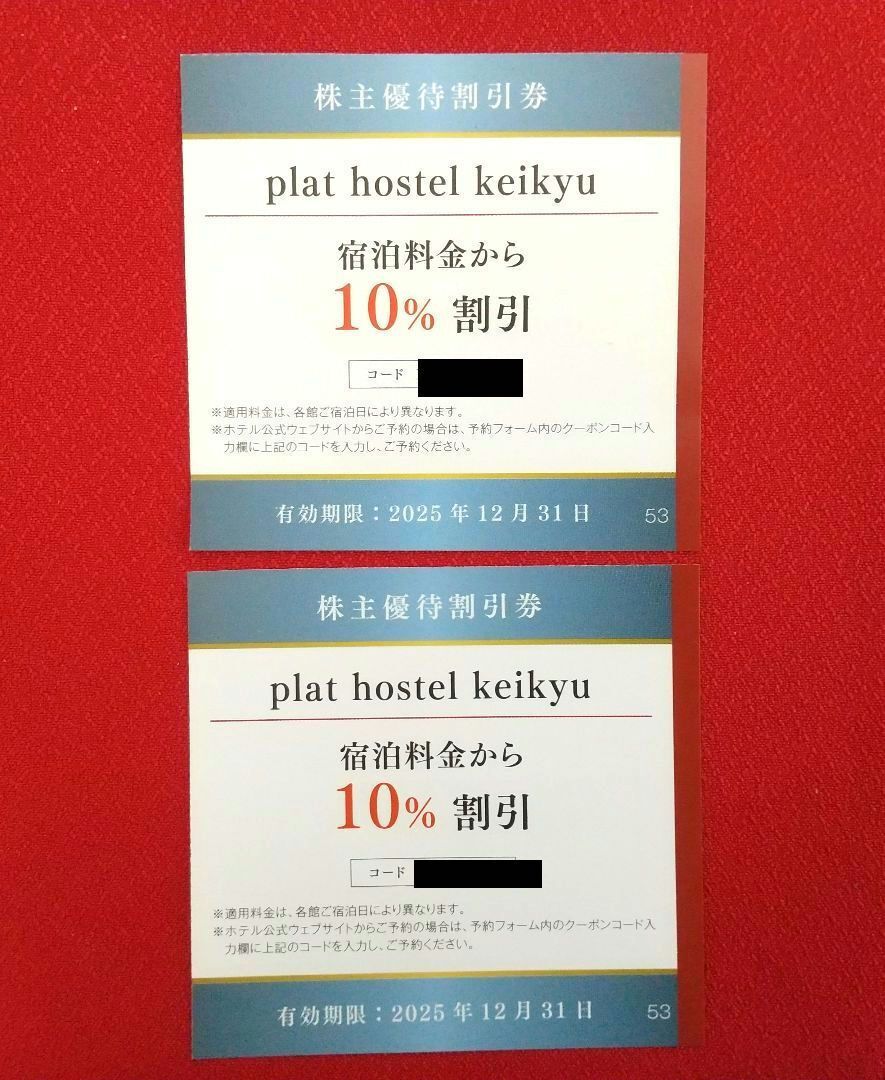 株主優待割引券
plat hostel keikyu
宿泊料金から
10% 割引
コード
※適用料金は、各館ご宿泊日により異なります。
※ホテル公式ウェブサイトからご予約の場合は、予約フォーム内のクーポンコード入
力欄に上記のコードを入力し、ご予約ください。
有効期限：2025年12月31日 53
株主優待割引券
plat hostel keikyu
宿泊料金から
10% 割引
コード
※適用料金は、各館ご宿泊日により異なります。
※ホテル公式ウェブサイトからご予約の場合は、予約フォーム内のクーポンコード入
力欄に上記のコードを入力し、ご予約ください。
有効期限：2025年12月31日 53